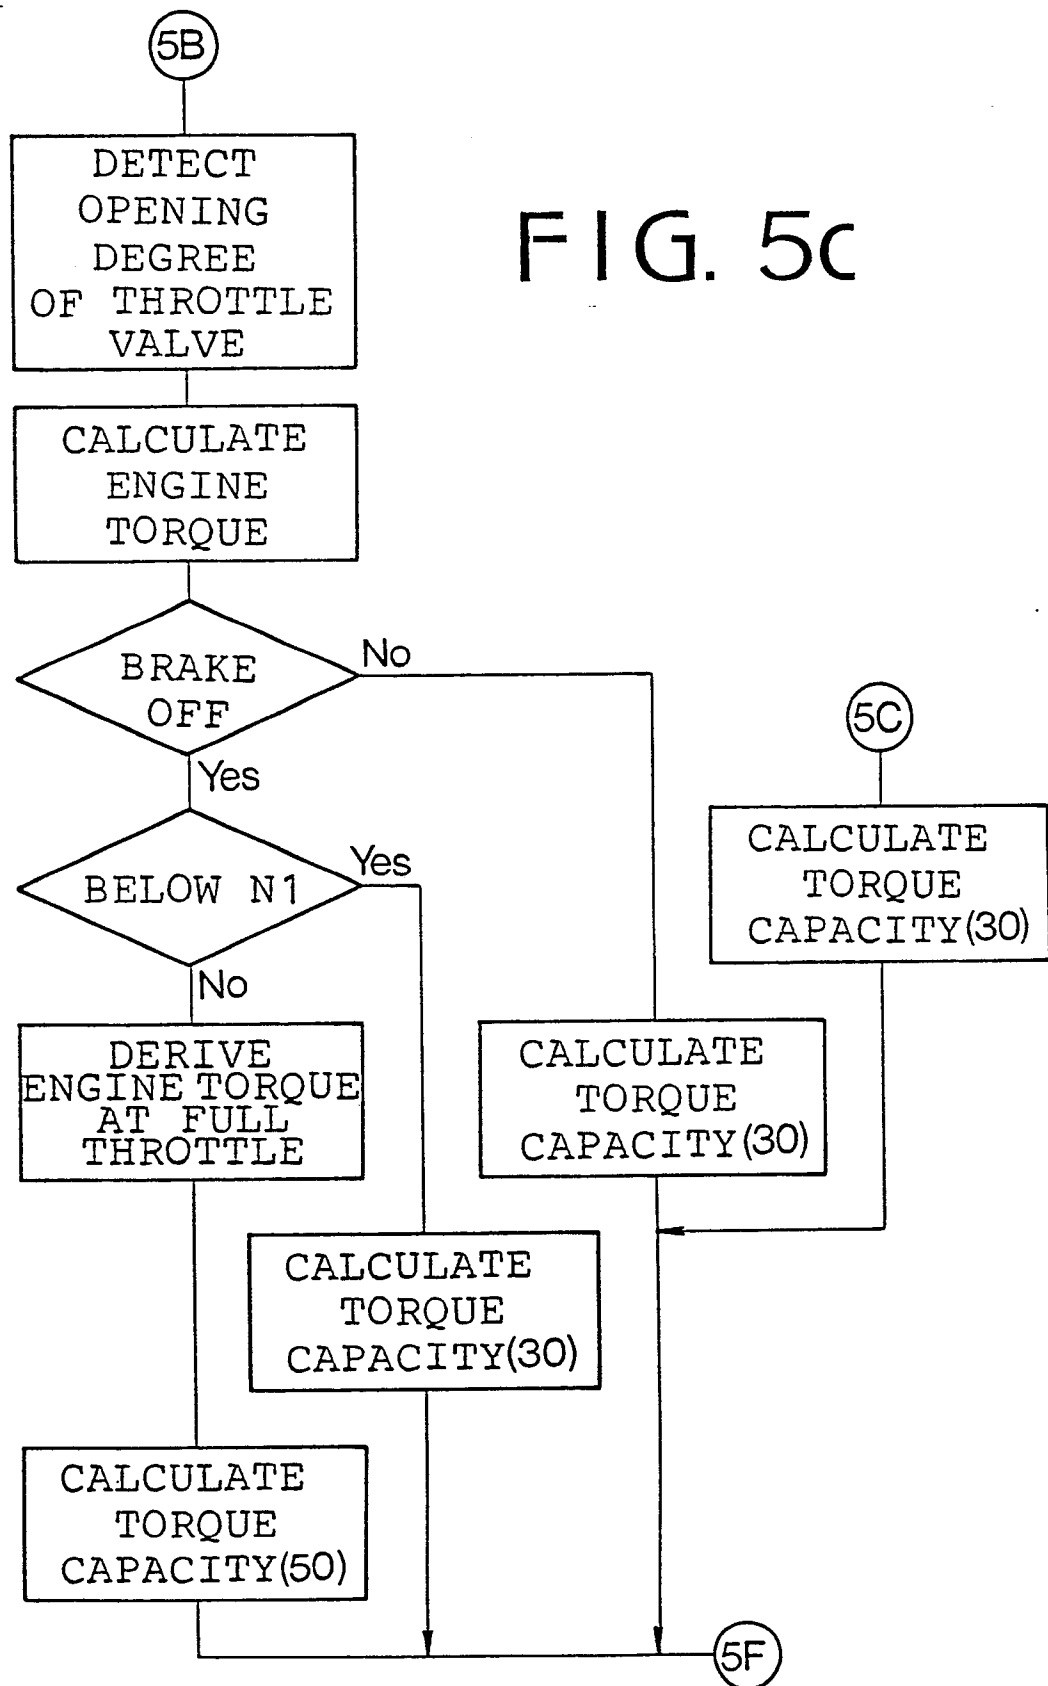 5B
DETECT
OPENING
DEGREE
OF THROTTLE
VALVE
FIG. 5C
CALCULATE
ENGINE
TORQUE
BRAKE
OFF
No
Yes
5C
CALCULATE
TORQUE
CAPACITY(30)
BELOW N1
Yes
No
DERIVE
ENGINE TORQUE
AT FULL
THROTTLE
CALCULATE
TORQUE
CAPACITY(30)
CALCULATE
TORQUE
CAPACITY(30)
CALCULATE
TORQUE
CAPACITY(50)
5F